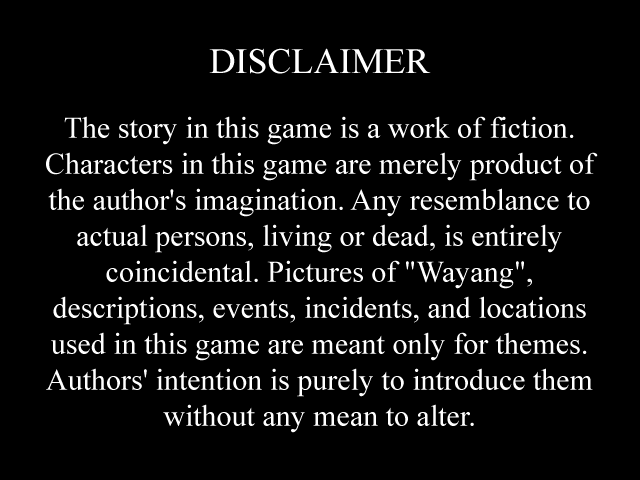 DISCLAIMER
The story in this game is a work of fiction.
Characters in this game are merely product of
the author's imagination. Any resemblance to
actual persons, living or dead, is entirely
coincidental. Pictures of "Wayang",
descriptions, events, incidents, and locations
used in this game are meant only for themes.
Authors' intention is purely to introduce them
without any mean to alter.